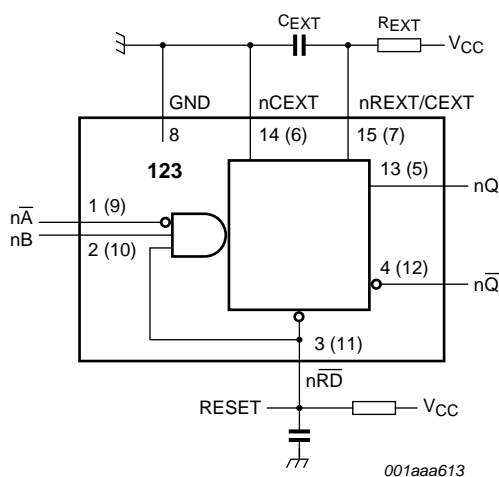 CEXT
REXT
VCC
GND
nCEXT
nREXT/CEXT
8
14 (6)
15 (7)
123
13 (5)
nQ
nA̅
1 (9)
nB
2 (10)
4 (12)
nQ̅
3 (11)
nR̅D̅
RESET
VCC
001aaa613